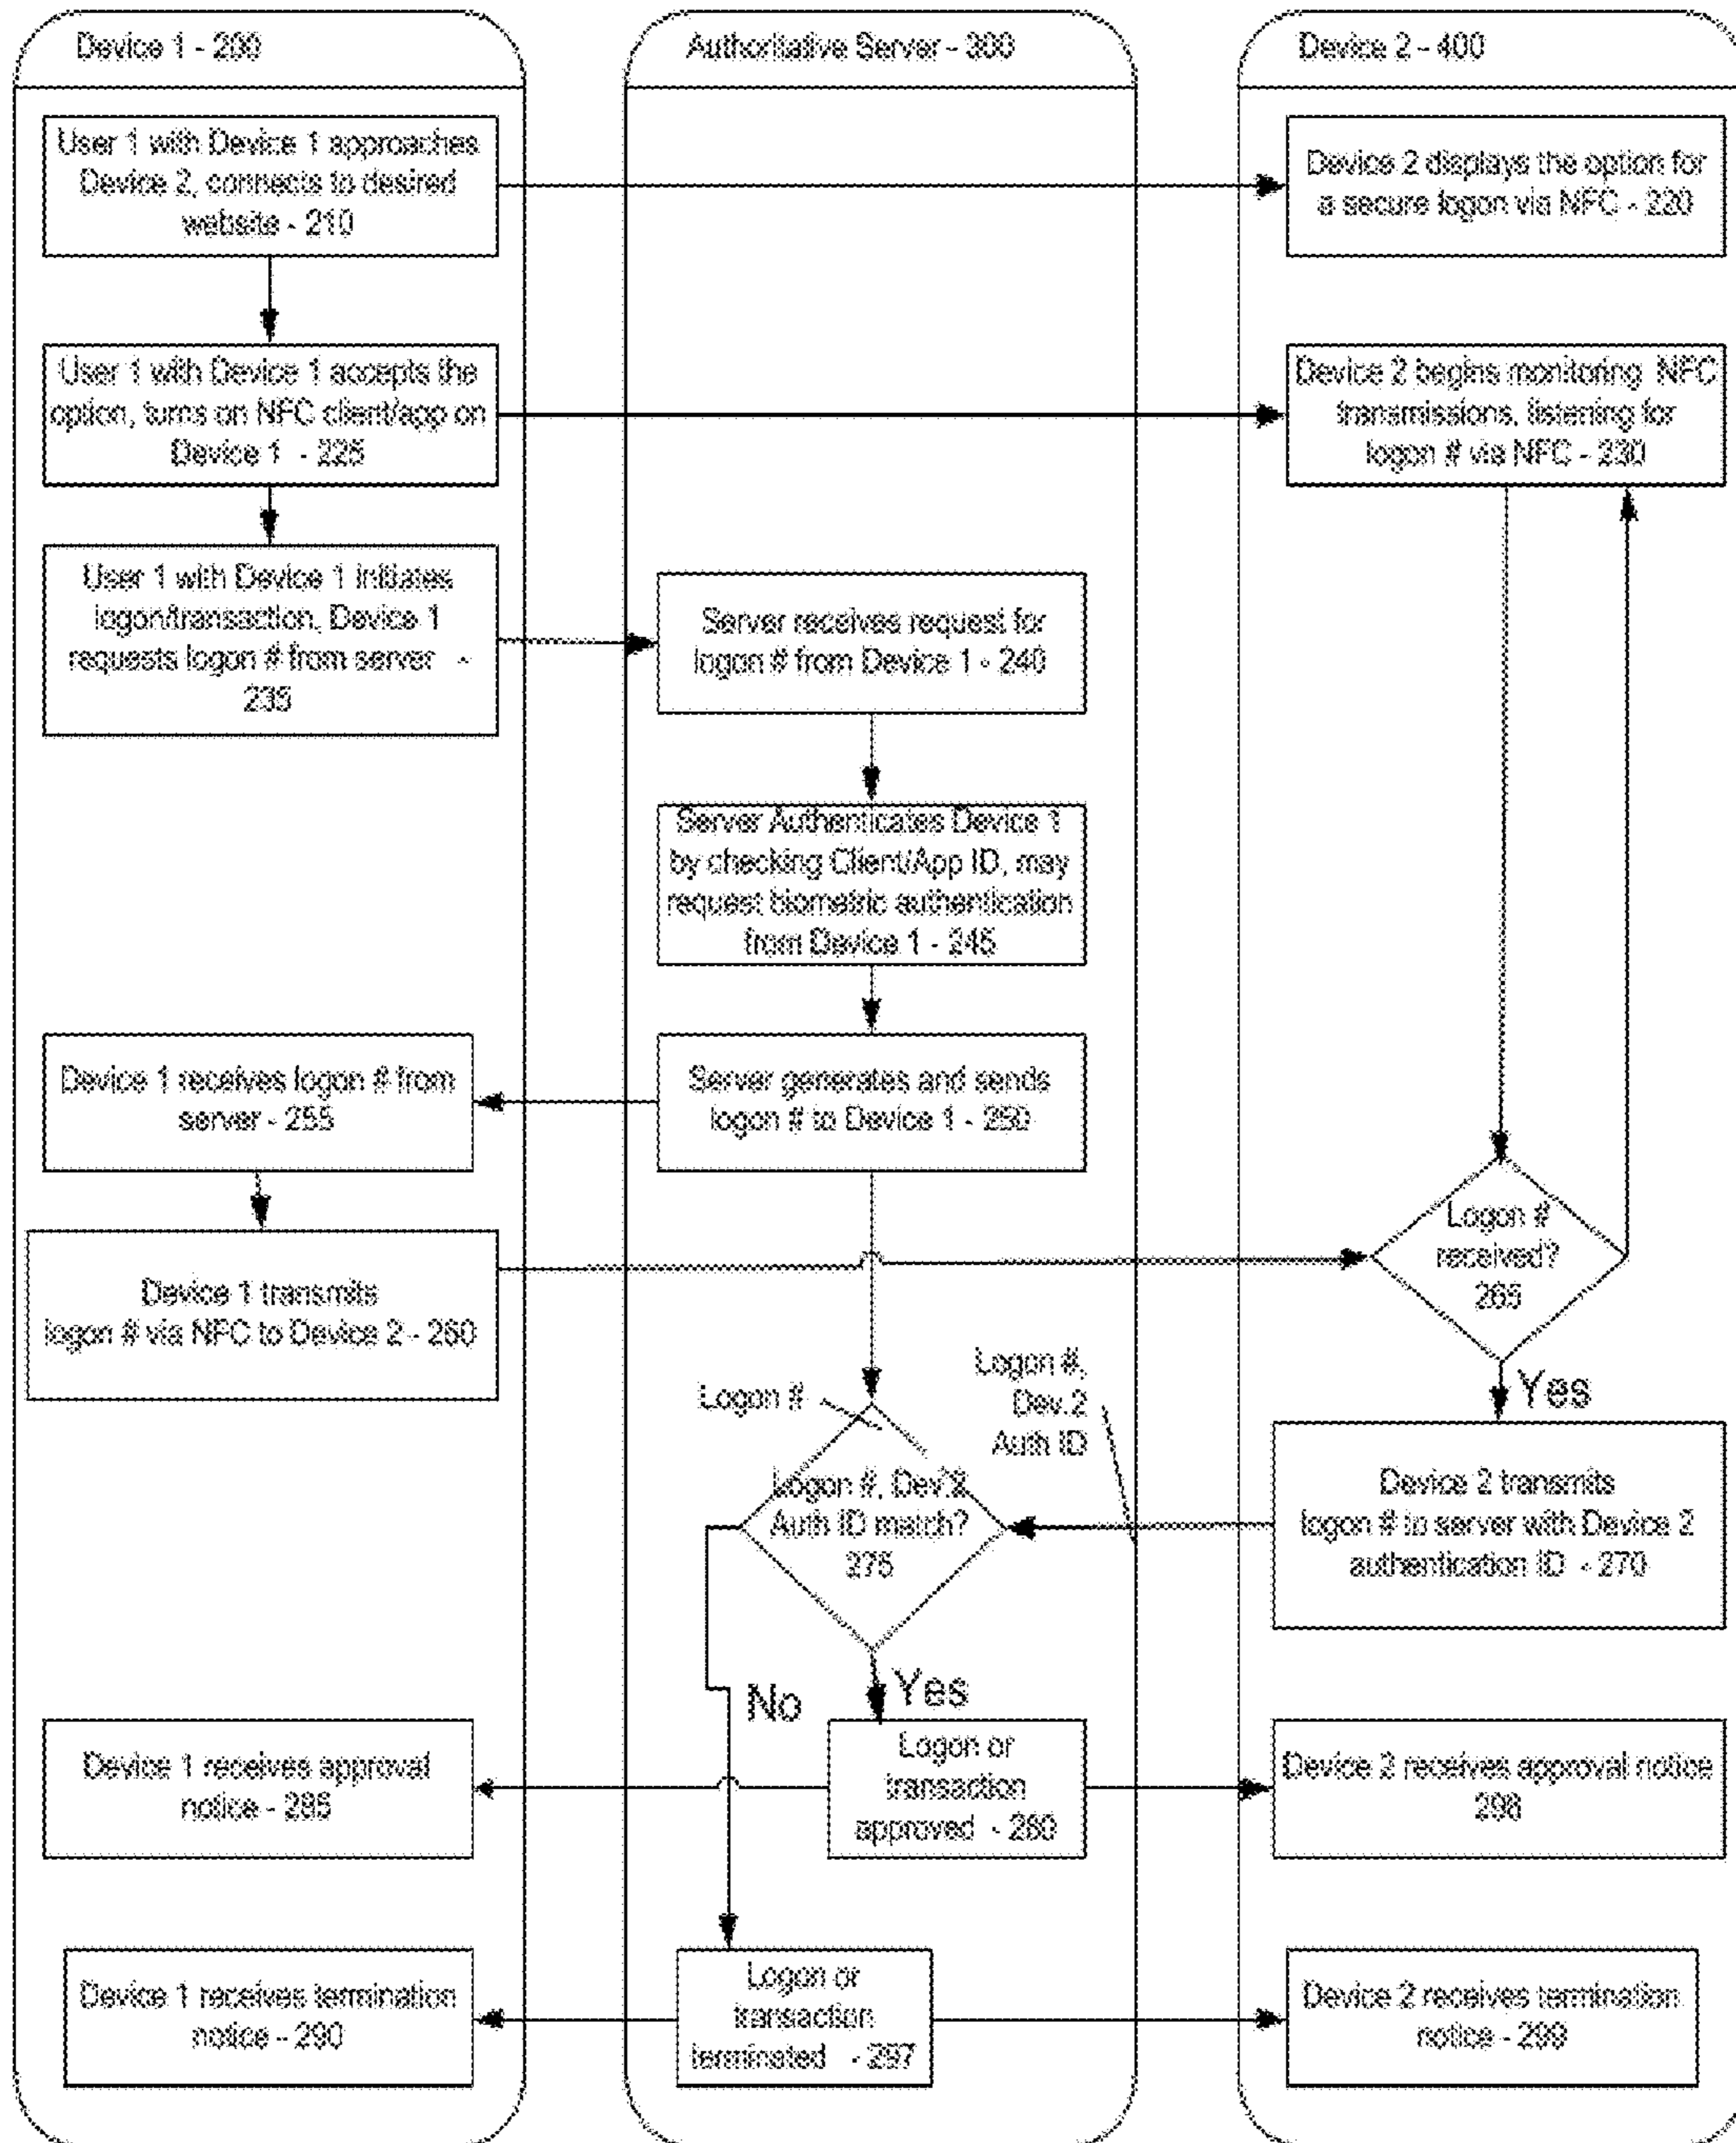 Device 1 - 200
Authoritative Server - 300
Device 2 - 400
User 1 with Device 1 approaches
Device 2, connects to desired
website - 210
Device 2 displays the option for
a secure logon via NFC - 220
User 1 with Device 1 accepts the
option, turns on NFC client/app on
Device 1 - 225
Device 2 begins monitoring NFC
transmissions, listening for
logon # via NFC - 230
User 1 with Device 1 initiates
logon/transaction, Device 1
requests logon # from server -
235
Server receives request for
logon # from Device 1 - 240
Server Authenticates Device 1
by checking Client/App ID, may
request biometric authentication
from Device 1 - 245
Device 1 receives logon # from
server - 255
Server generates and sends
logon # to Device 1 - 250
Device 1 transmits
logon # via NFC to Device 2 - 260
Logon #
received?
265
Yes
Logon #
Logon #,
Dev.2
Auth ID
Logon #, Dev.2
Auth ID match?
275
Device 2 transmits
logon # to server with Device 2
authentication ID - 270
No
Yes
Device 1 receives approval
notice - 285
Logon or
transaction
approved - 280
Device 2 receives approval notice
298
Device 1 receives termination
notice - 290
Logon or
transaction
terminated - 297
Device 2 receives termination
notice - 299